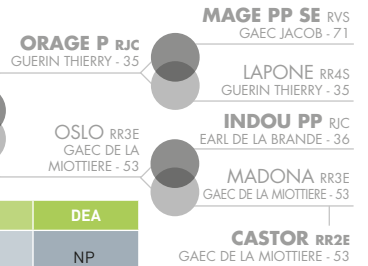 MAGE PP SE RVS
GAEC JACOB - 71
ORAGE P RJC
GUERIN THIERRY - 35
LAPONE RR4S
GUERIN THIERRY - 35
INDOU PP RJC
EARL DE LA BRANDE - 36
OSLO RR3E
GAEC DE LA
MIOTTIERE - 53
MADONA RR3E
GAEC DE LA MIOTTIERE - 53
CASTOR RR2E
GAEC DE LA MIOTTIERE - 53
DEA
NP